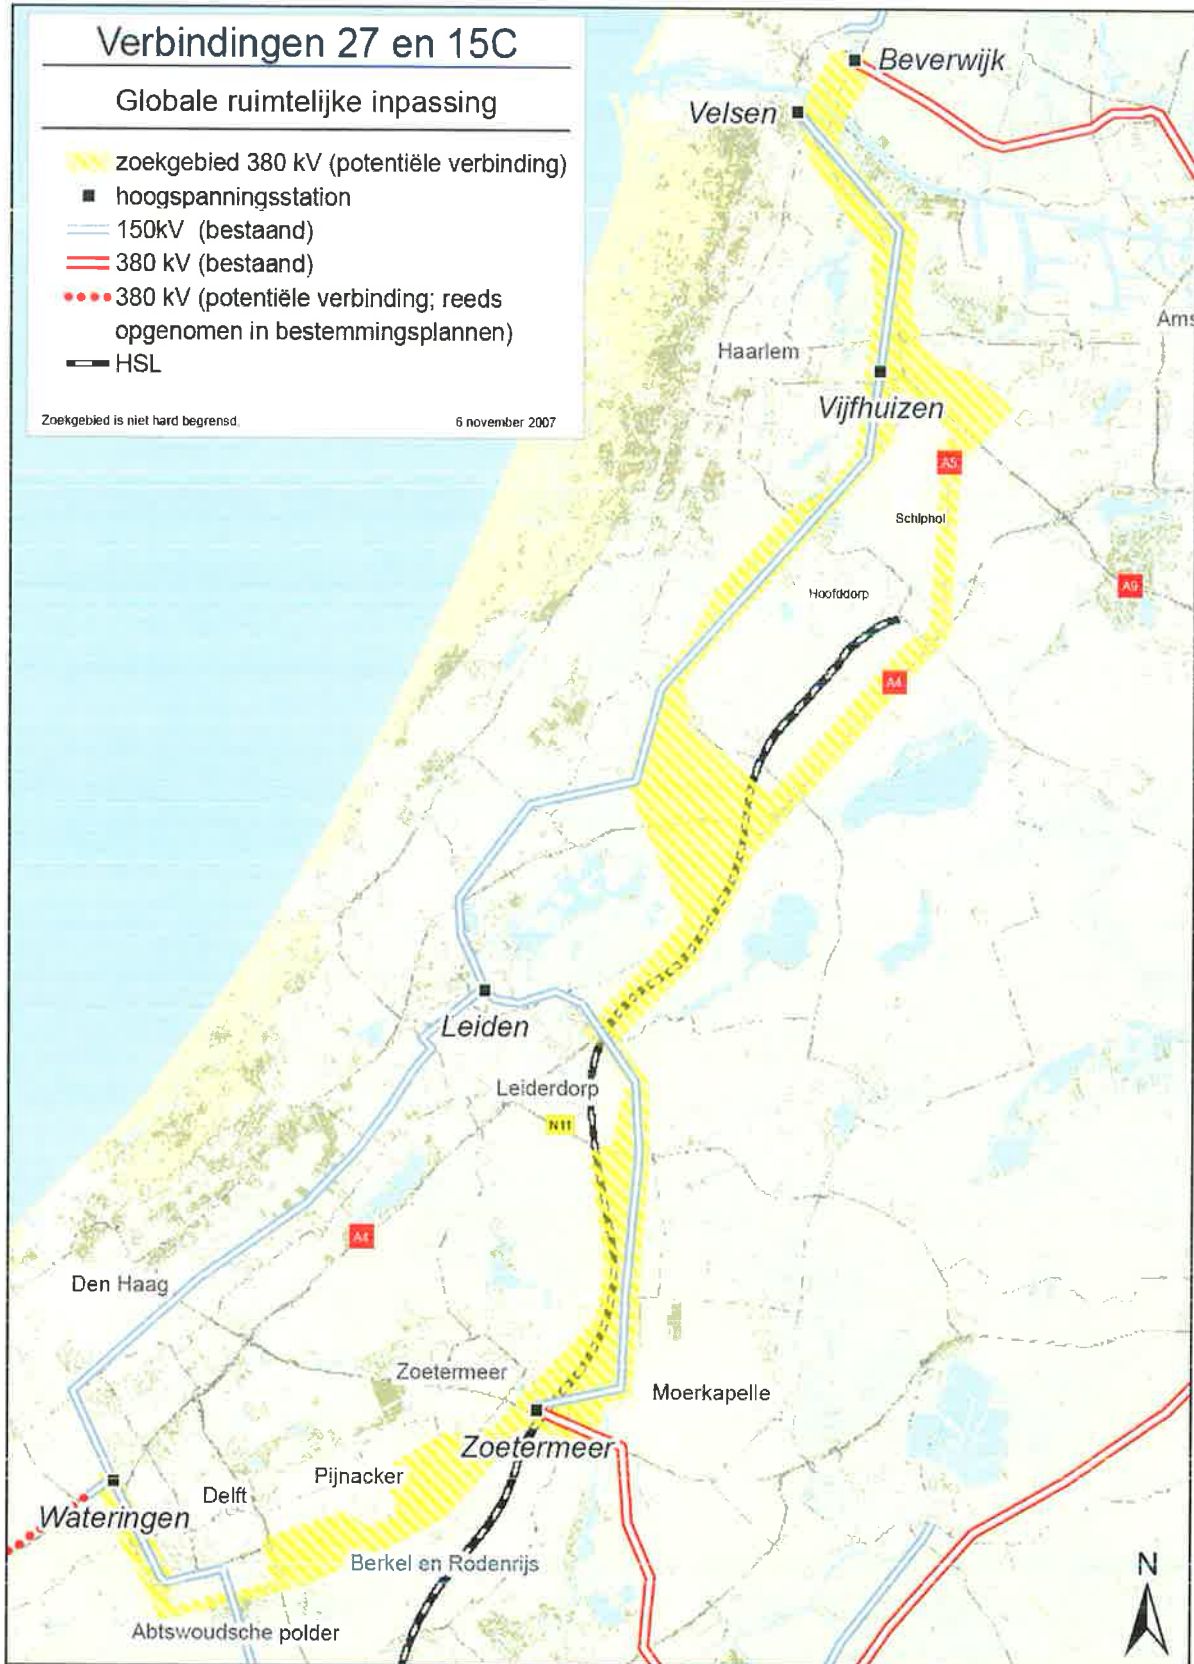 Verbindingen 27 en 15C
Globale ruimtelijke inpassing
zoekgebied 380 kV (potentiële verbinding)
hoogspanningsstation
150kV (bestaand)
380 kV (bestaand)
380 kV (potentiële verbinding; reeds
opgenomen in bestemmingsplannen)
HSL
Zoekgebied is niet hard begrensd.
6 november 2007
Beverwijk
Velsen
Ams
Haarlem
Vijfhuizen
A5
Schiphol
A9
Hoofddorp
A4
Leiden
Leiderdorp
N11
A4
Den Haag
Zoetermeer
Moerkapelle
Zoetermeer
Pijnacker
Delft
Wateringen
Berkel en Rodenrijs
Abtswoudsche polder
N